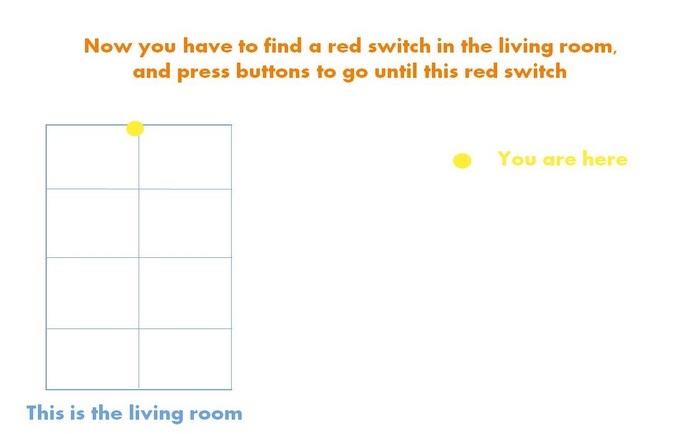 Now you have to find a red switch in the living room,
and press buttons to go until this red switch
You are here
This is the living room